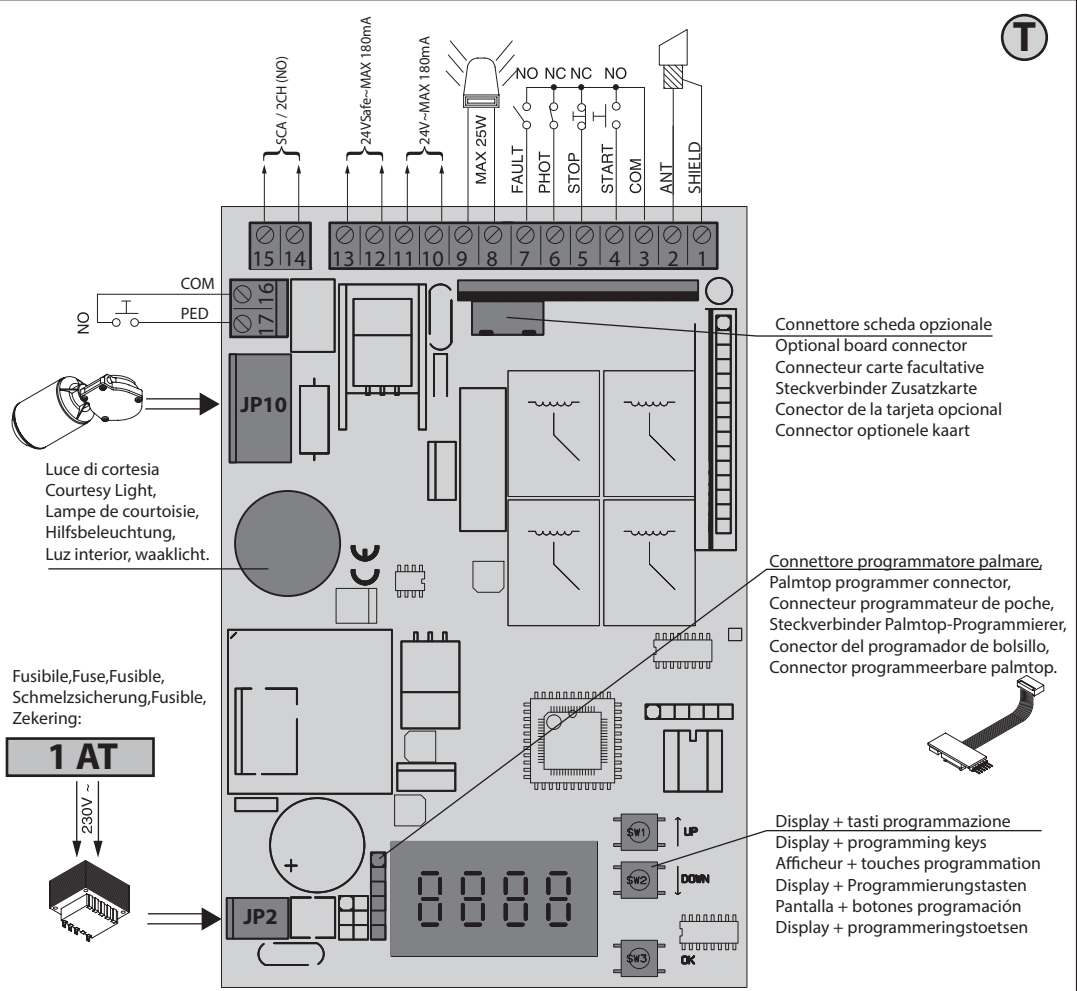 T
SCA / 2CH (NO)
24VSafe~MAX 180mA
24V~MAX 180mA
MAX 25W
NO NC NC NO
FAULT
PHOT
STOP
START
COM
ANT
SHIELD
15 14 13 12 11 10 9 8 7 6 5 4 3 2 1
COM
16
NO
PED
17
JP10
Connettore scheda opzionale
Optional board connector
Connecteur carte facultative
Steckverbinder Zusatzkarte
Conector de la tarjeta opcional
Connector optionele kaart
Luce di cortesia
Courtesy Light,
Lampe de courtoisie,
Hilfsbeleuchtung,
Luz interior, waaklicht.
CE
Connettore programmatore palmare,
Palmtop programmer connector,
Connecteur programmateur de poche,
Steckverbinder Palmtop-Programmierer,
Conector del programador de bolsillo,
Connector programmeerbare palmtop.
Fusibile,Fuse,Fusible,
Schmelzsicherung,Fusible,
Zekering:
1 AT
230V ~
+
JP2
8888
SW1 UP
SW2 DOWN
SW3 OK
Display + tasti programmazione
Display + programming keys
Afficheur + touches programmation
Display + Programmierungstasten
Pantalla + botones programación
Display + programmeringstoetsen